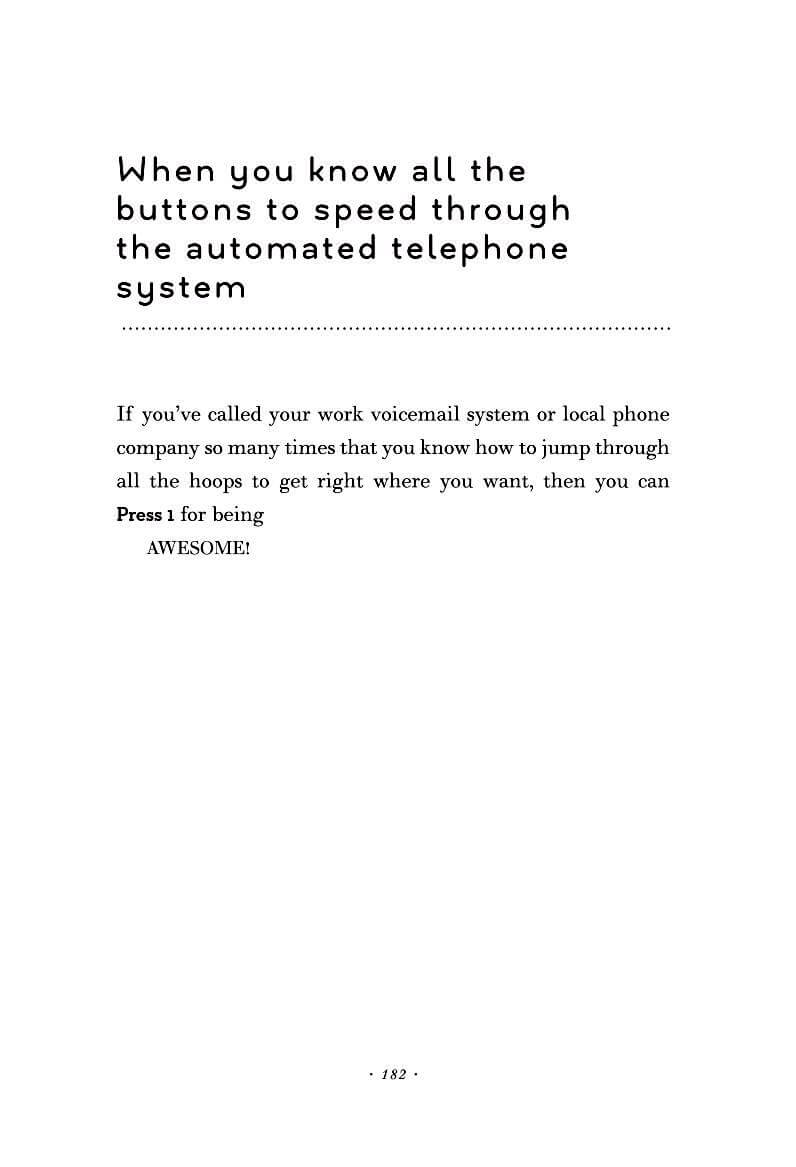 When you know all the
buttons to speed through
the automated telephone
system
If you’ve called your work voicemail system or local phone
company so many times that you know how to jump through
all the hoops to get right where you want, then you can
Press 1 for being
AWESOME!
· 182 ·